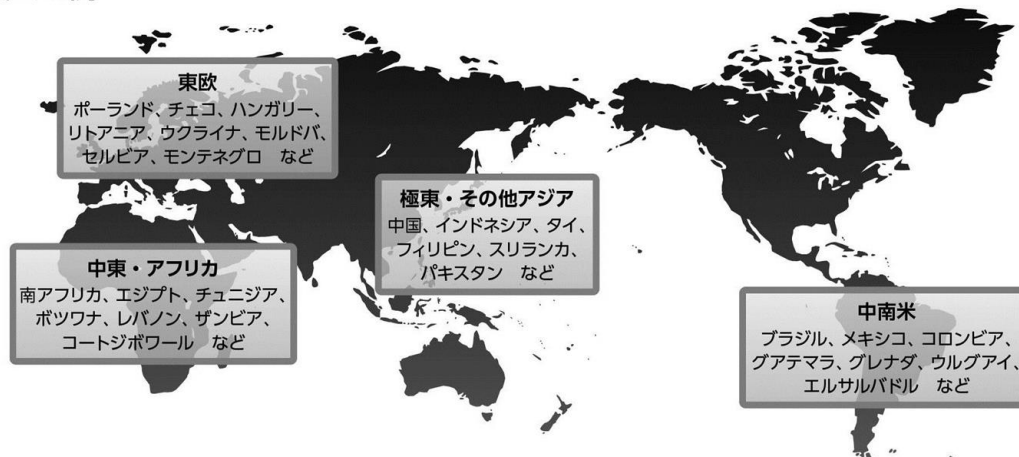 東欧
ポーランド、チェコ、ハンガリー、
リトアニア、ウクライナ、モルドバ、
セルビア、モンテネグロ　など
極東・その他アジア
中国、インドネシア、タイ、
フィリピン、スリランカ、
パキスタン　など
中東・アフリカ
南アフリカ、エジプト、チュニジア、
ボツワナ、レバノン、ザンビア、
コートジボワール　など
中南米
ブラジル、メキシコ、コロンビア、
グアテマラ、グレナダ、ウルグアイ、
エルサルバドル　など